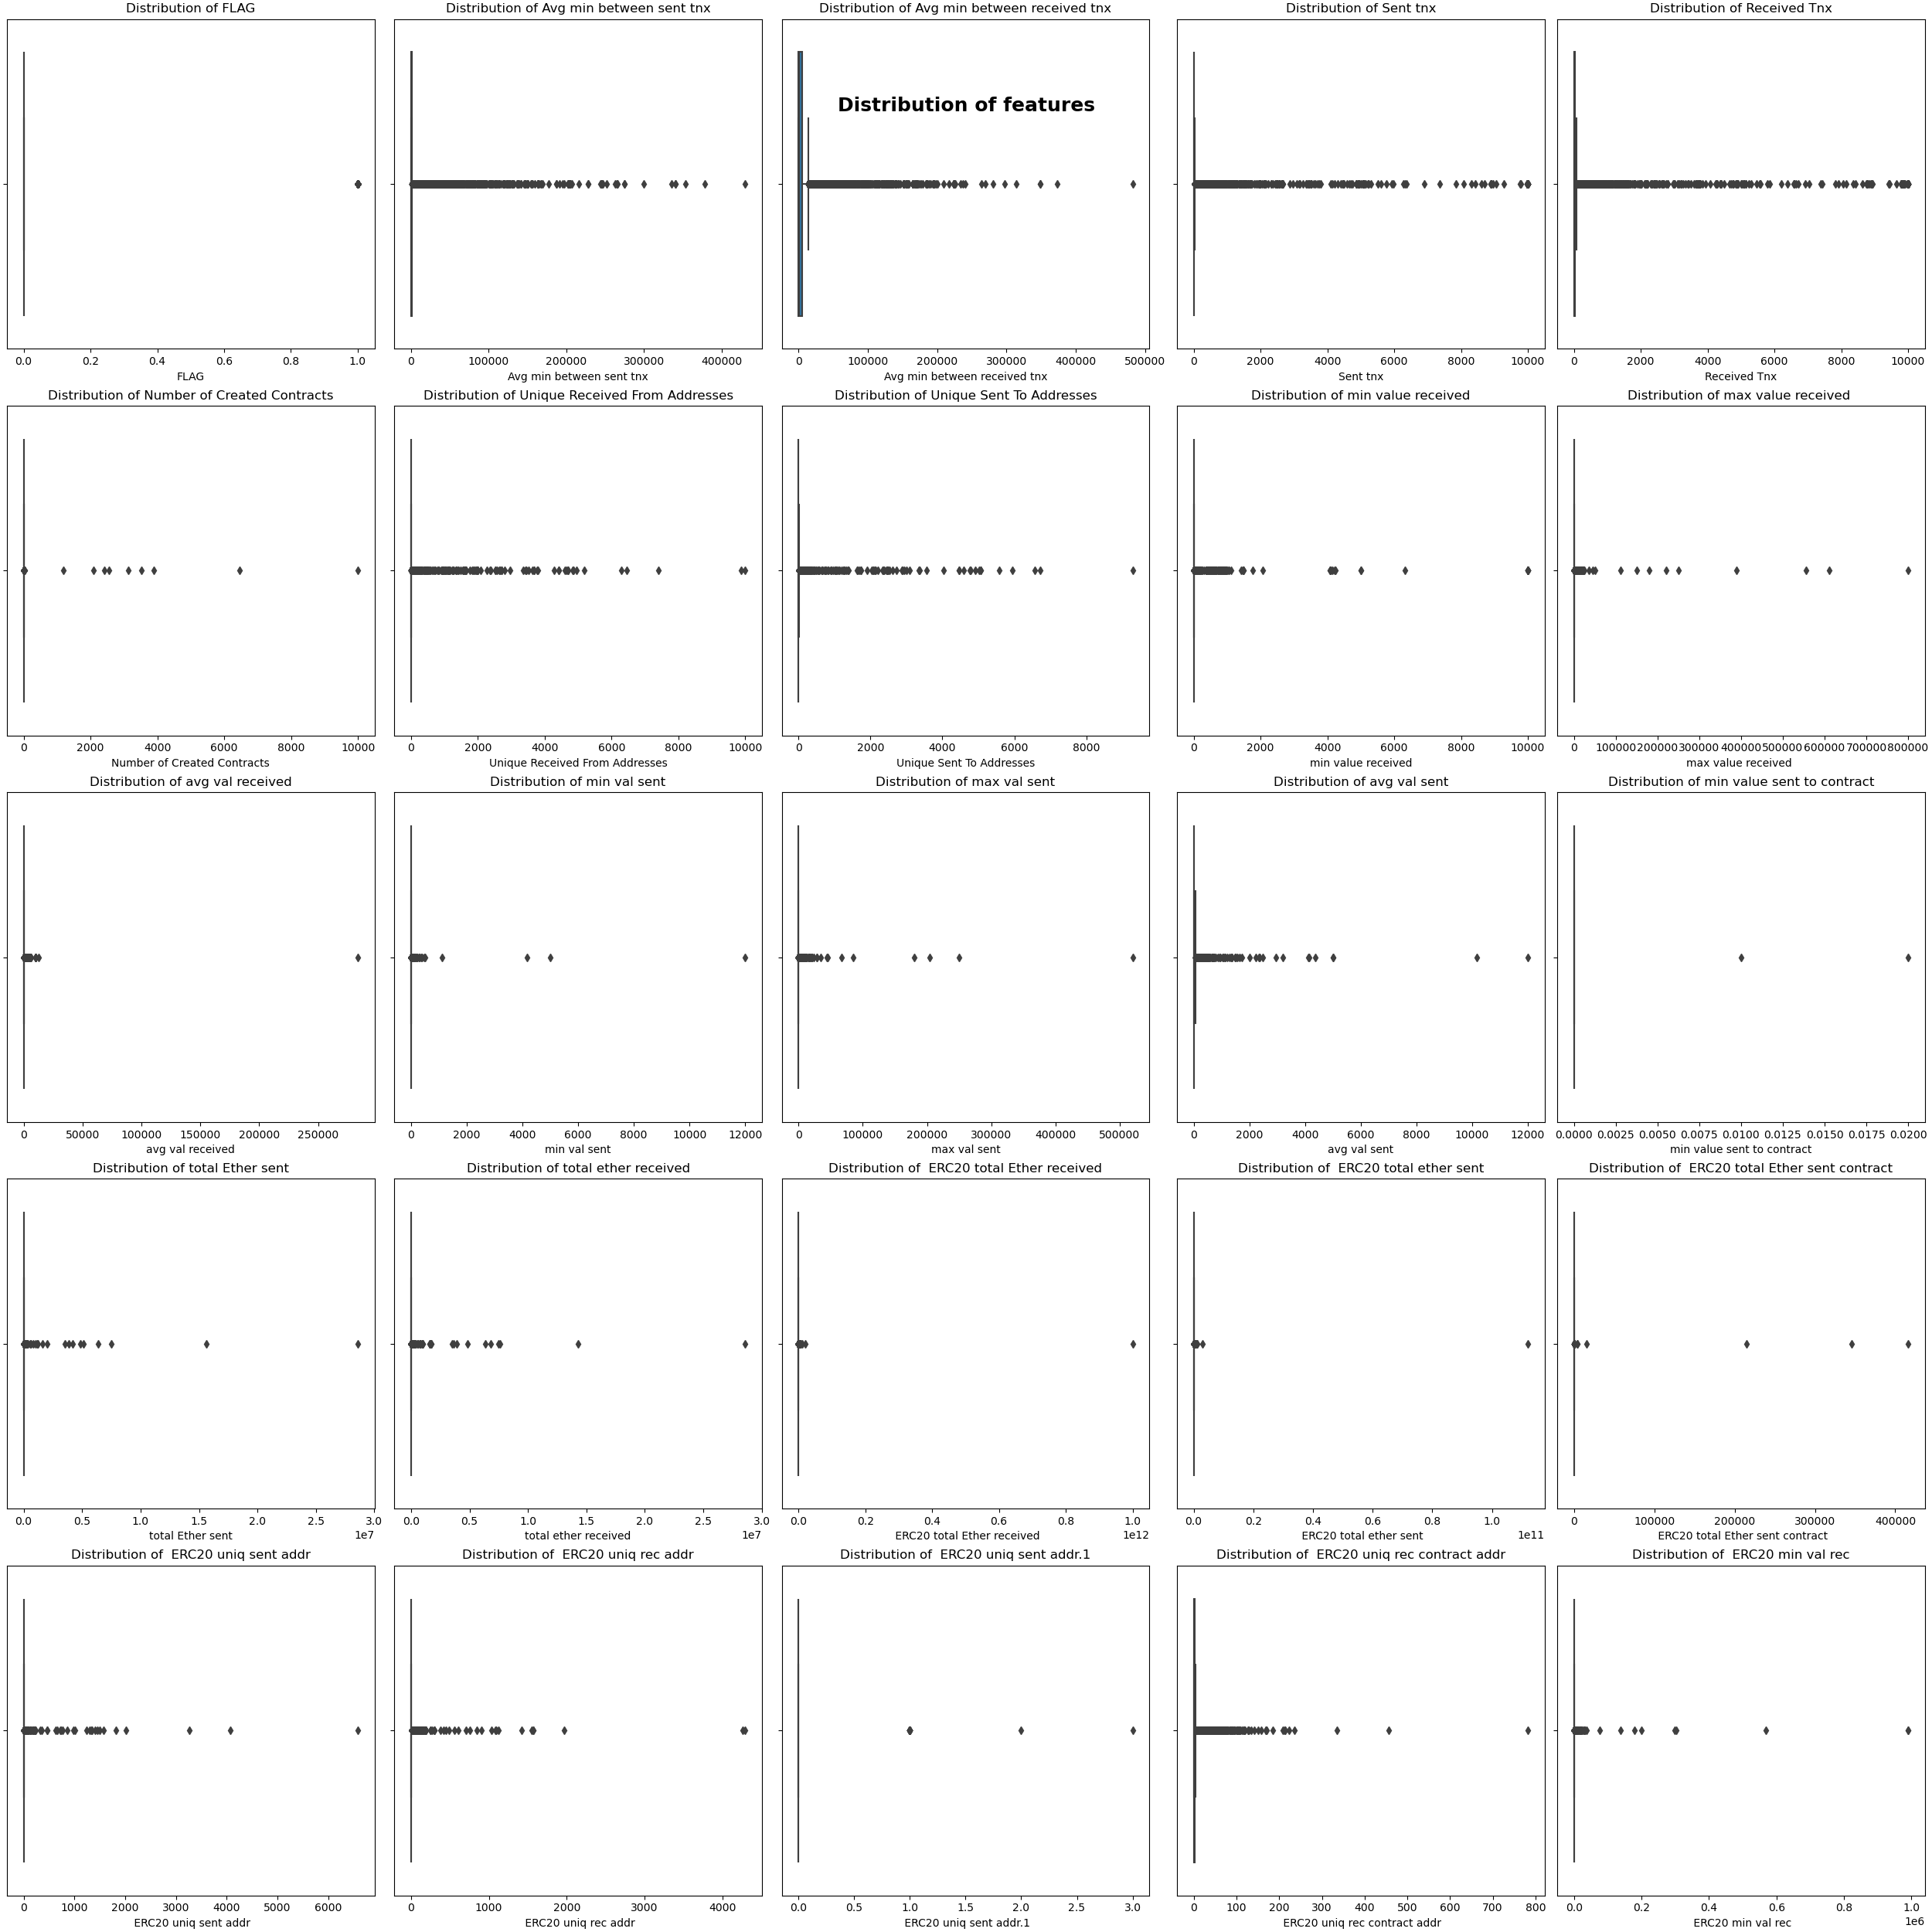 Distribution of FLAG
Distribution of Avg min between sent tnx
Distribution of Avg min between received tnx
Distribution of Sent tnx
Distribution of Received Tnx
Distribution of features
0.0 0.2 0.4 0.6 0.8 1.0
0 100000 200000 300000 400000
0 100000 200000 300000 400000 500000
0 2000 4000 6000 8000 10000
0 2000 4000 6000 8000 10000
FLAG
Avg min between sent tnx
Avg min between received tnx
Sent tnx
Received Tnx
Distribution of Number of Created Contracts
Distribution of Unique Received From Addresses
Distribution of Unique Sent To Addresses
Distribution of min value received
Distribution of max value received
0 2000 4000 6000 8000 10000
0 2000 4000 6000 8000 10000
0 2000 4000 6000 8000
0 2000 4000 6000 8000 10000
0 100000 200000 300000 400000 500000 600000 700000 800000
Number of Created Contracts
Unique Received From Addresses
Unique Sent To Addresses
min value received
max value received
Distribution of avg val received
Distribution of min val sent
Distribution of max val sent
Distribution of avg val sent
Distribution of min value sent to contract
0 50000 100000 150000 200000 250000
0 2000 4000 6000 8000 10000 12000
0 100000 200000 300000 400000 500000
0 2000 4000 6000 8000 10000 12000
0.0000 0.0025 0.0050 0.0075 0.0100 0.0125 0.0150 0.0175 0.0200
avg val received
min val sent
max val sent
avg val sent
min value sent to contract
Distribution of total Ether sent
Distribution of total ether received
Distribution of  ERC20 total Ether received
Distribution of  ERC20 total ether sent
Distribution of  ERC20 total Ether sent contract
0.0 0.5 1.0 1.5 2.0 2.5 3.0
0.0 0.5 1.0 1.5 2.0 2.5 3.0
0.0 0.2 0.4 0.6 0.8 1.0
0.0 0.2 0.4 0.6 0.8 1.0
0 100000 200000 300000 400000
total Ether sent 1e7
total ether received 1e7
ERC20 total Ether received 1e12
ERC20 total ether sent 1e11
ERC20 total Ether sent contract
Distribution of  ERC20 uniq sent addr
Distribution of  ERC20 uniq rec addr
Distribution of  ERC20 uniq sent addr.1
Distribution of  ERC20 uniq rec contract addr
Distribution of  ERC20 min val rec
0 1000 2000 3000 4000 5000 6000
0 1000 2000 3000 4000
0.0 0.5 1.0 1.5 2.0 2.5 3.0
0 100 200 300 400 500 600 700 800
0.0 0.2 0.4 0.6 0.8 1.0
ERC20 uniq sent addr
ERC20 uniq rec addr
ERC20 uniq sent addr.1
ERC20 uniq rec contract addr
ERC20 min val rec 1e6